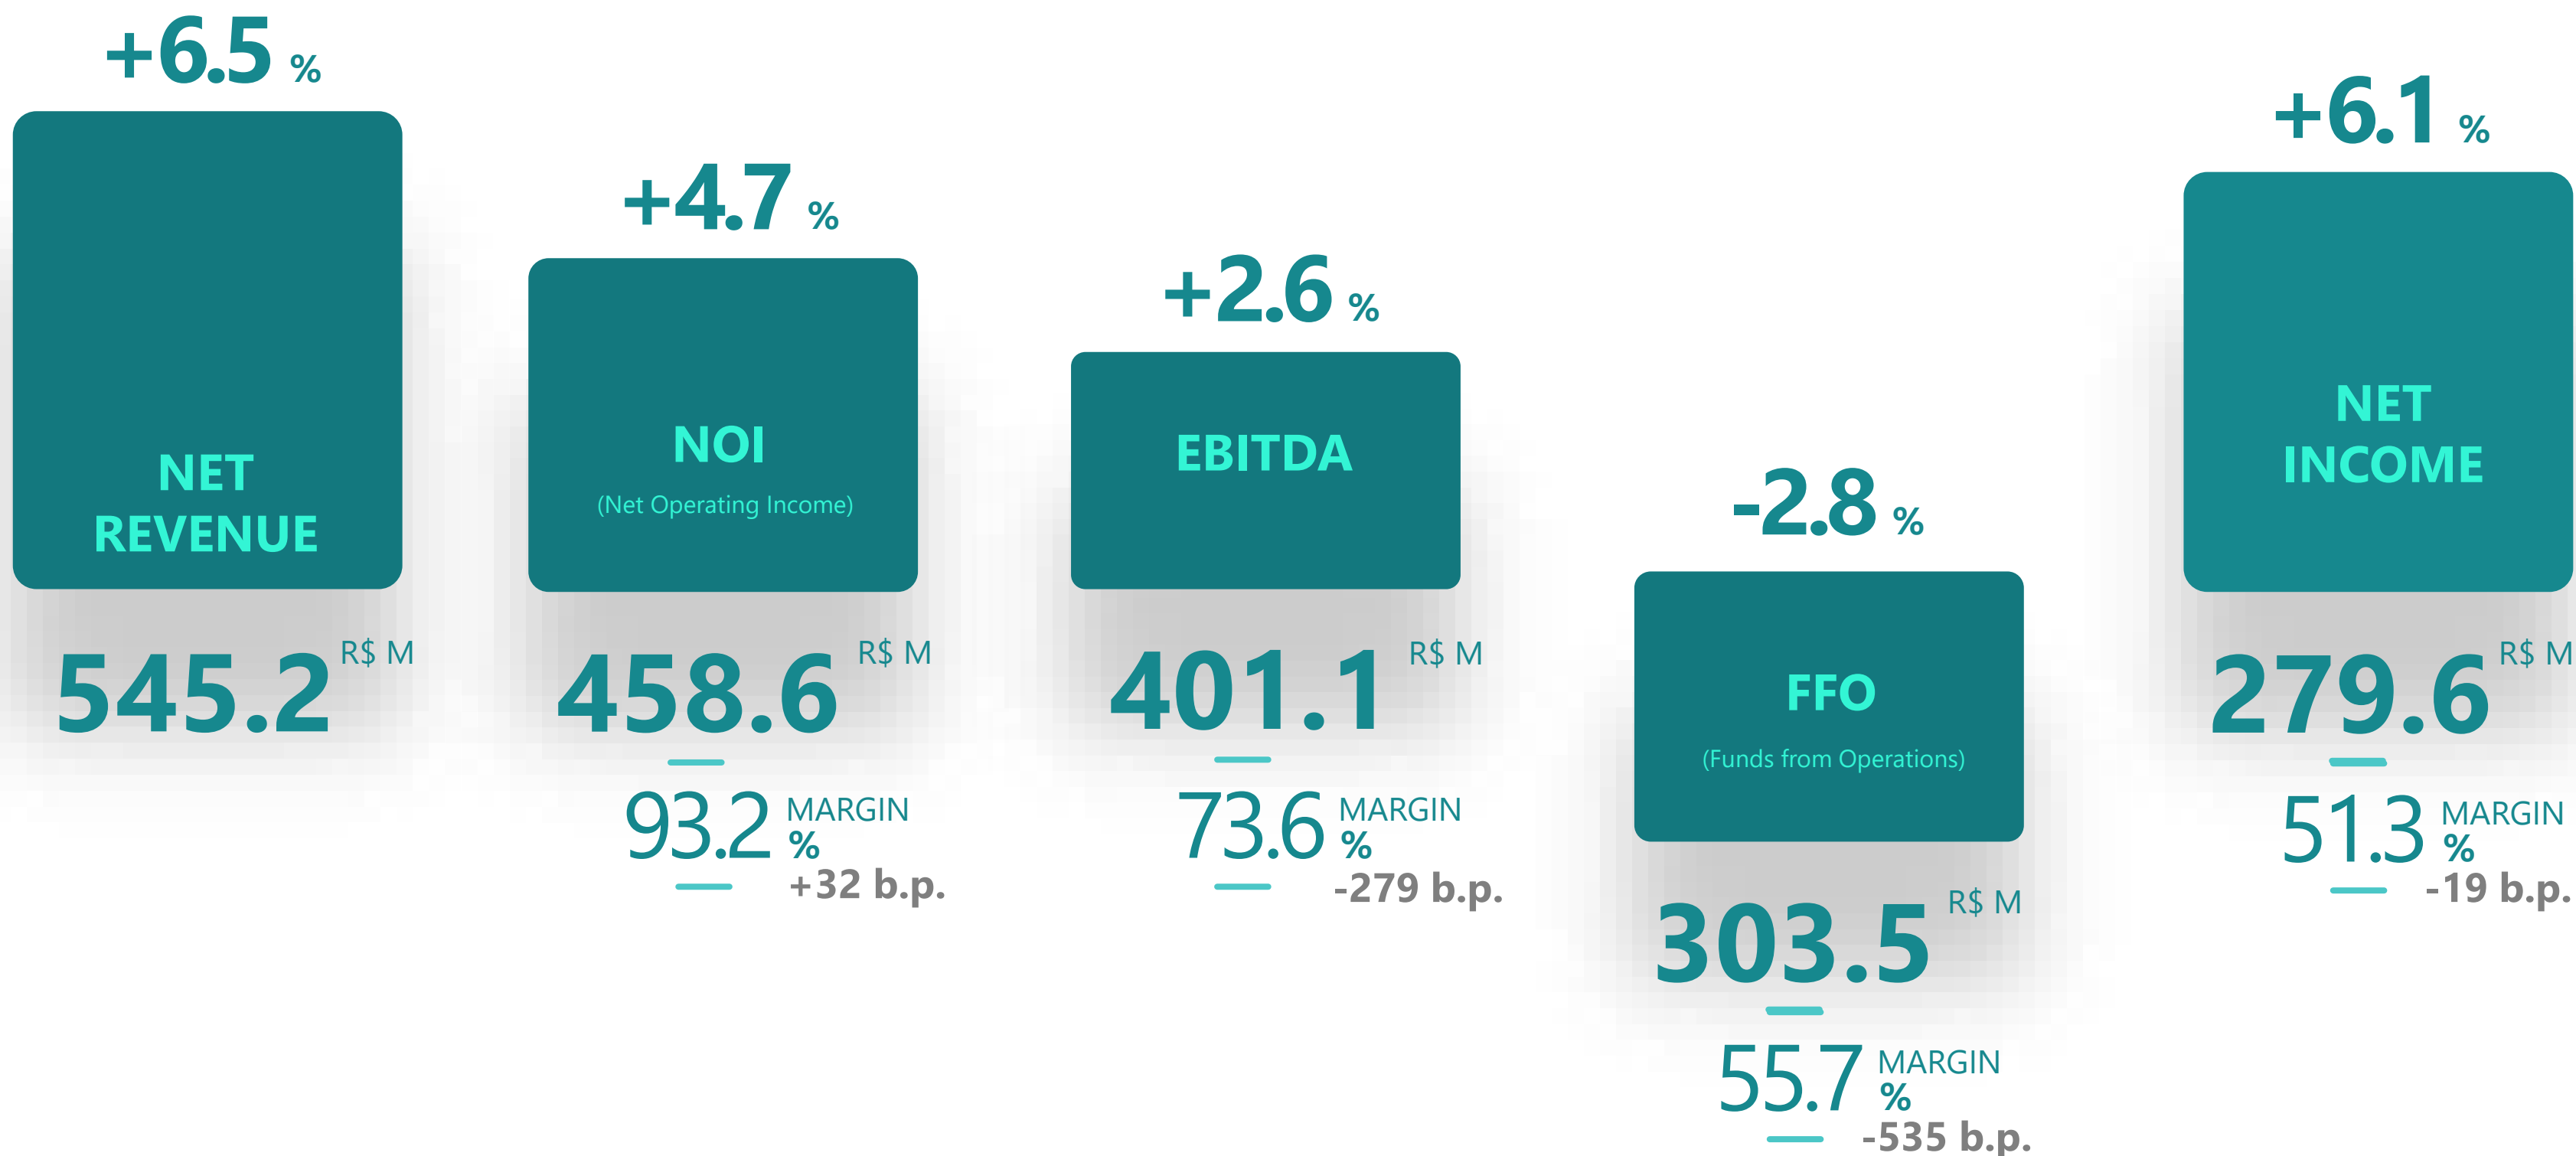 +6.5 %
NET
REVENUE
545.2 R$ M
+4.7 %
NOI
(Net Operating Income)
458.6 R$ M
93.2 MARGIN
%
+32 b.p.
+2.6 %
EBITDA
401.1 R$ M
73.6 MARGIN
%
-279 b.p.
-2.8 %
FFO
(Funds from Operations)
303.5 R$ M
55.7 MARGIN
%
-535 b.p.
+6.1 %
NET
INCOME
279.6 R$ M
51.3 MARGIN
%
-19 b.p.